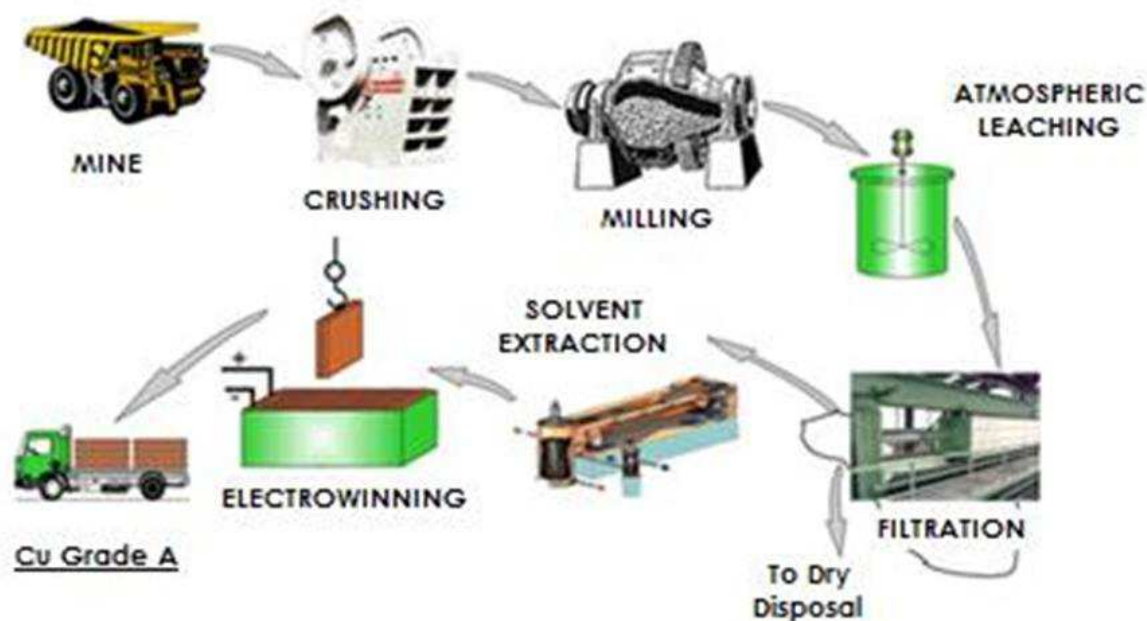 MINE
CRUSHING
MILLING
ATMOSPHERIC
LEACHING
SOLVENT
EXTRACTION
+
-
ELECTROWINNING
FILTRATION
Cu Grade A
To Dry
Disposal